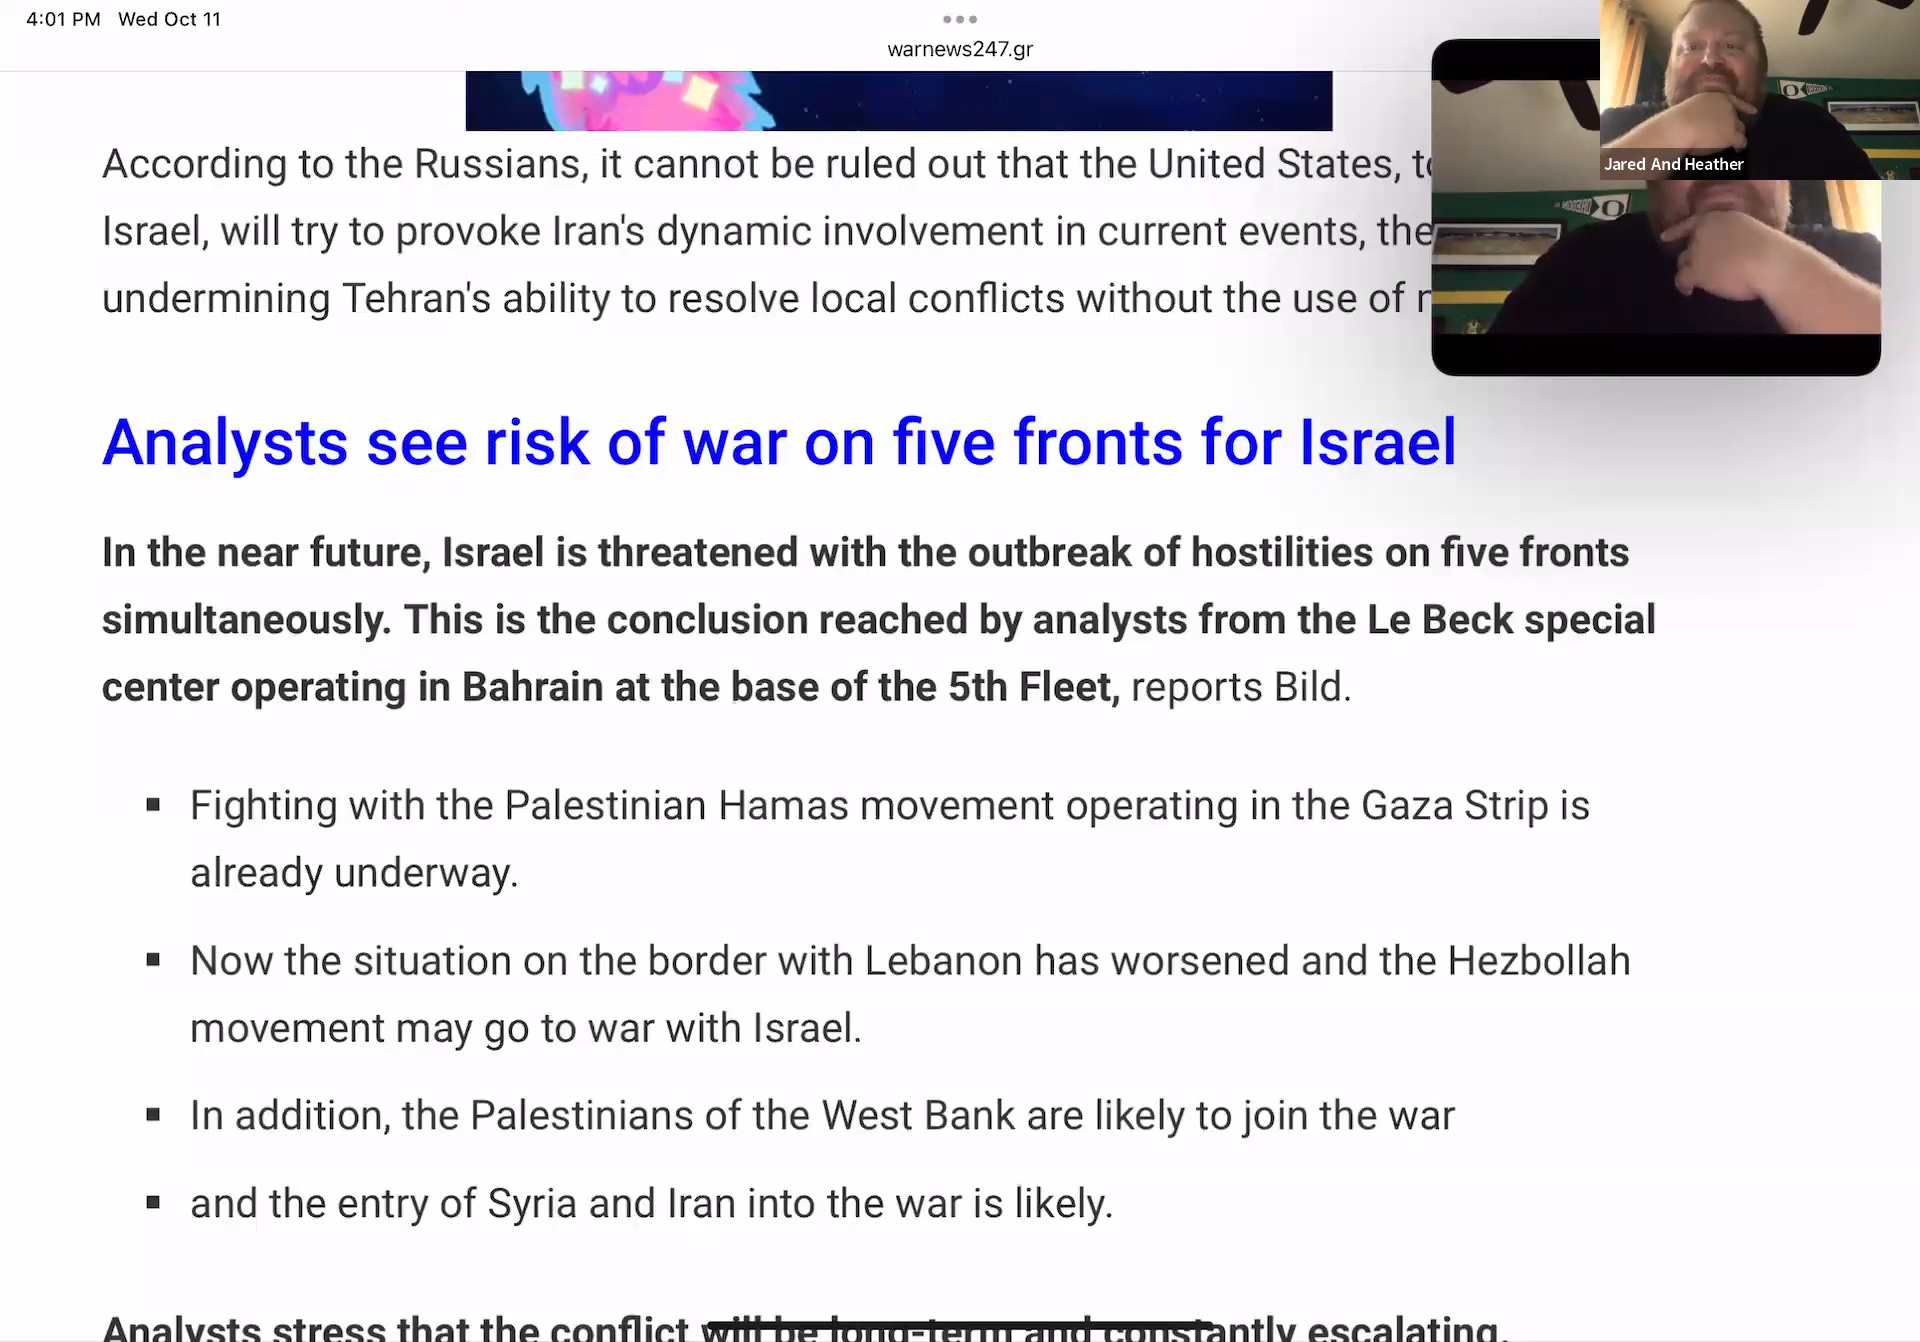 4:01 PM Wed Oct 11
warnews247.gr
According to the Russians, it cannot be ruled out that the United States,
Israel, will try to provoke Iran's dynamic involvement in current events,
undermining Tehran's ability to resolve local conflicts without the use of
Jared And Heather
Analysts see risk of war on five fronts for Israel
In the near future, Israel is threatened with the outbreak of hostilities on five fronts
simultaneously. This is the conclusion reached by analysts from the Le Beck special
center operating in Bahrain at the base of the 5th Fleet, reports Bild.
▪ Fighting with the Palestinian Hamas movement operating in the Gaza Strip is
already underway.
▪ Now the situation on the border with Lebanon has worsened and the Hezbollah
movement may go to war with Israel.
▪ In addition, the Palestinians of the West Bank are likely to join the war
▪ and the entry of Syria and Iran into the war is likely.
Analysts stress that the conflict will be long-term and constantly escalating.